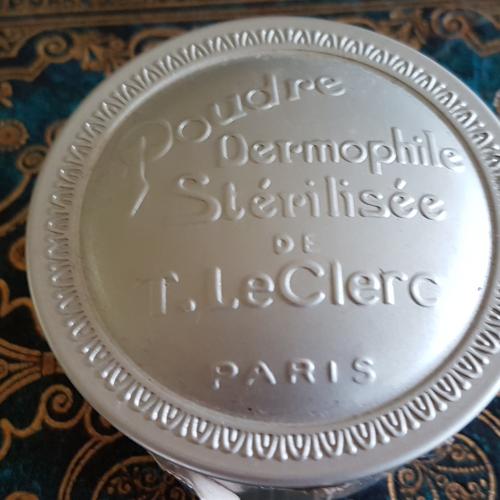 Poudre
Dermophile
Stérilisée
DE
T. LeClerc
PARIS